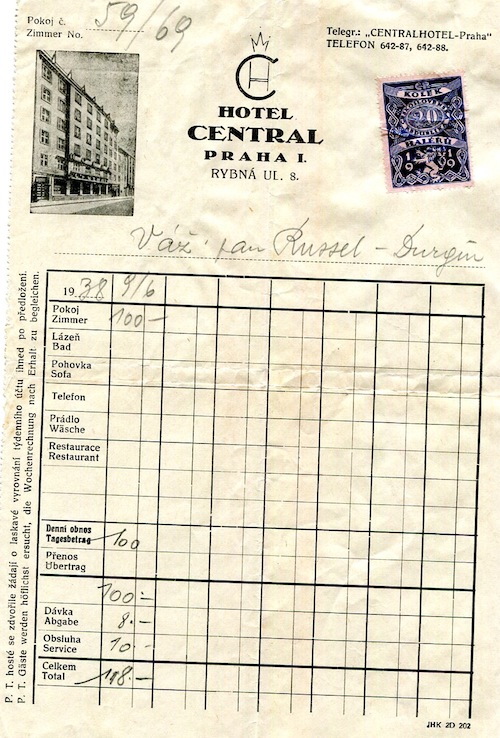 Pokoj č.
Zimmer No. 59/69
Telegr.: „CENTRALHOTEL-Praha"
TELEFON 642-87, 642-88.
CH
HOTEL
CENTRAL
PRAHA I.
RYBNÁ UL. 8.
KOLEK
20
HALÉŘŮ
Váž. pan Russel - Durgin
1938 9/6
Pokoj 100 —
Zimmer
Lázeň
Bad
Pohovka
Sofa
Telefon
Prádlo
Wäsche
Restaurace
Restaurant
Denní obnos
Tagesbetrag 100
Přenos
Übertrag
100 · —
Dávka
Abgabe 8 · —
Obsluha
Service 10 · —
Celkem
Total 118 · —
P. T. hosté se zdvořile žádají o laskavé vyrovnání týdenního účtu ihned po předložení.
P. T. Gäste werden höflichst ersucht, die Wochenrechnung nach Erhalt zu begleichen.
JHK 2D 202